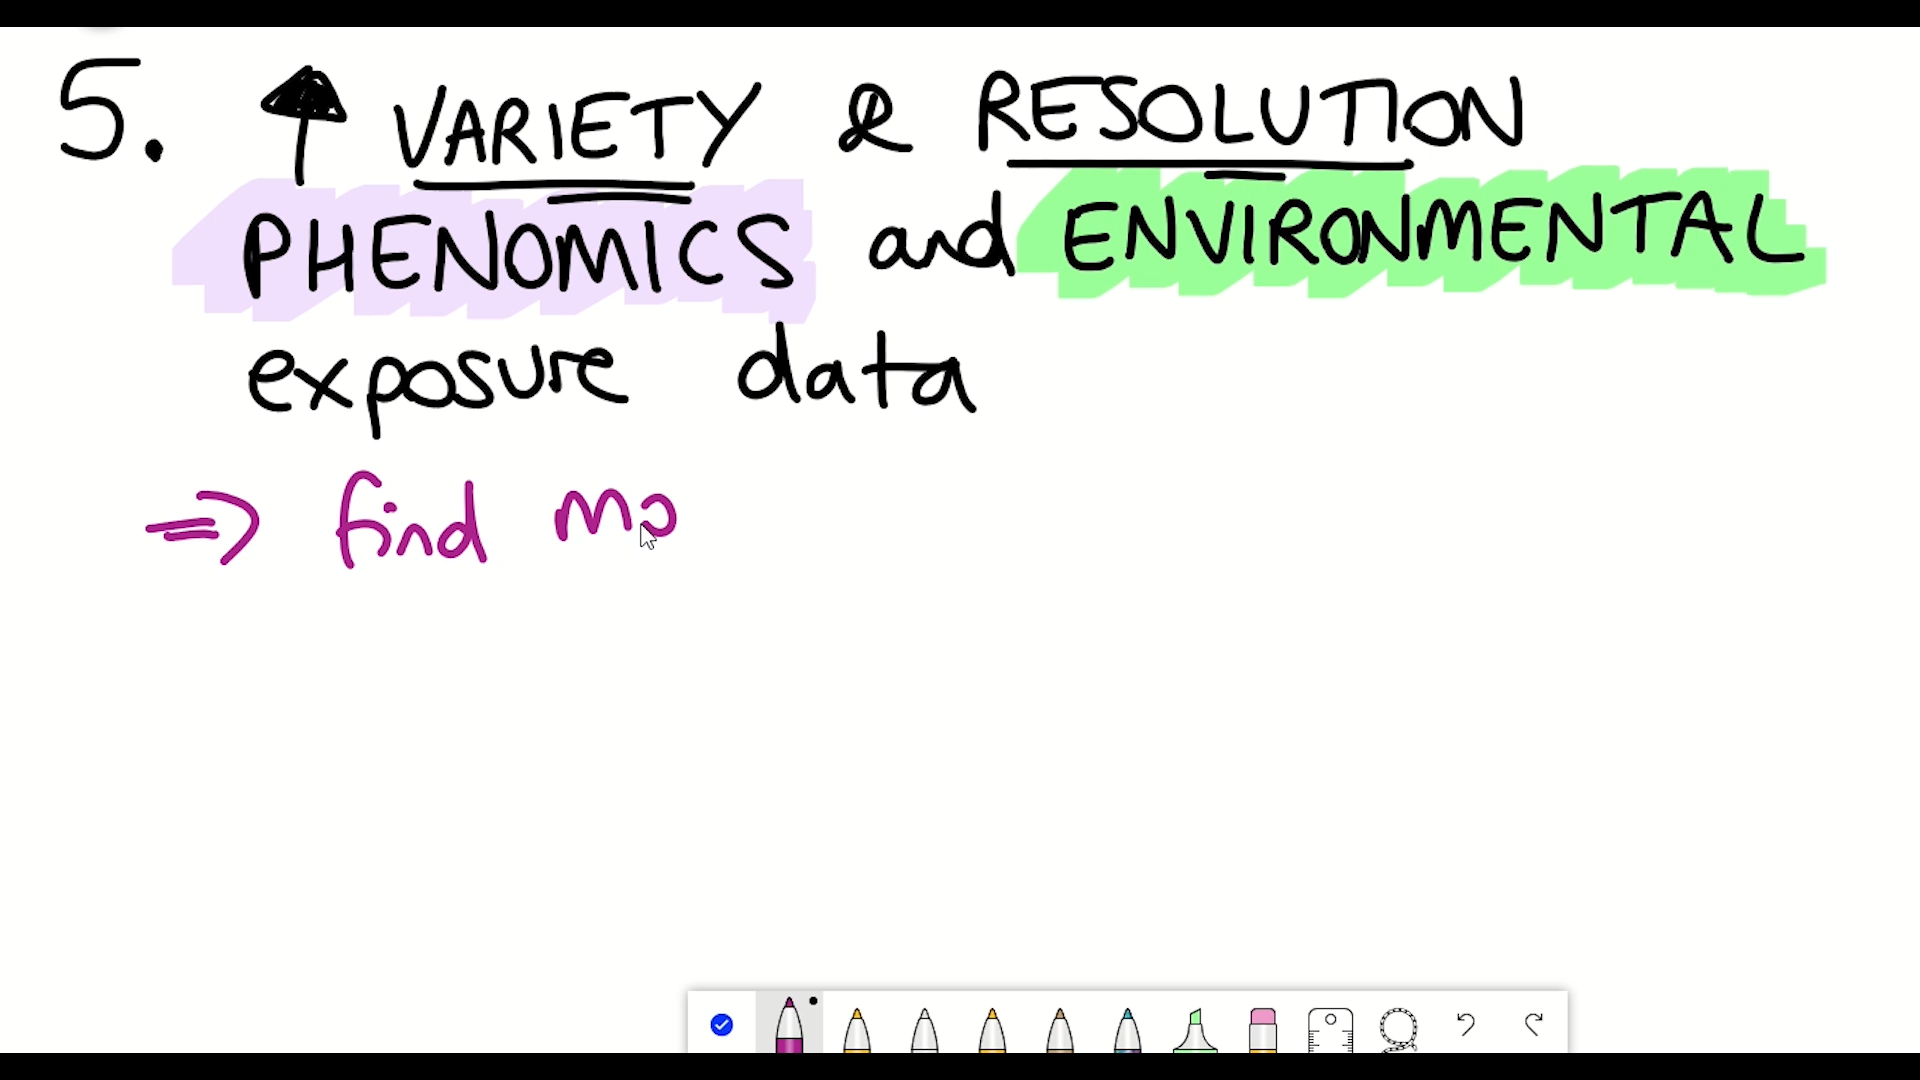 5. ↑ VARIETY & RESOLUTION
PHENOMICS and ENVIRONMENTAL
exposure data
⇒ find mo